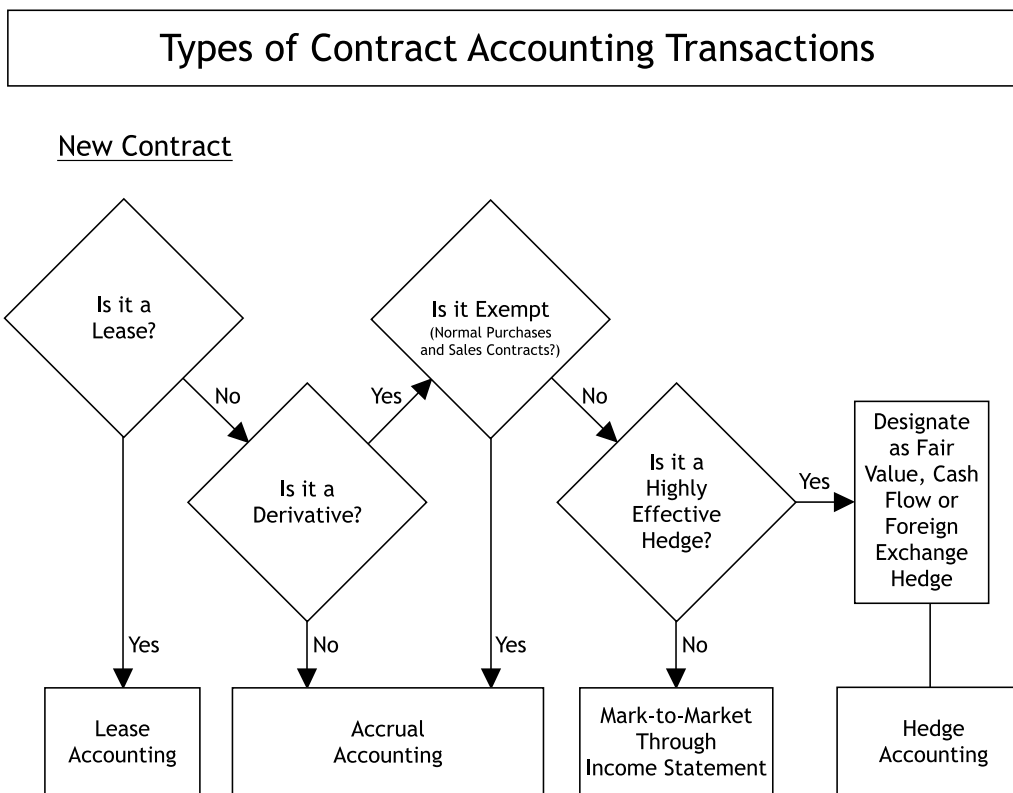 Types of Contract Accounting Transactions
New Contract
Is it a
Lease?
No
Is it a
Derivative?
Yes
Is it Exempt
(Normal Purchases
and Sales Contracts?)
No
Is it a
Highly
Effective
Hedge?
Yes
Designate
as Fair
Value, Cash
Flow or
Foreign
Exchange
Hedge
Yes
No
Yes
No
Lease
Accounting
Accrual
Accounting
Mark-to-Market
Through
Income Statement
Hedge
Accounting